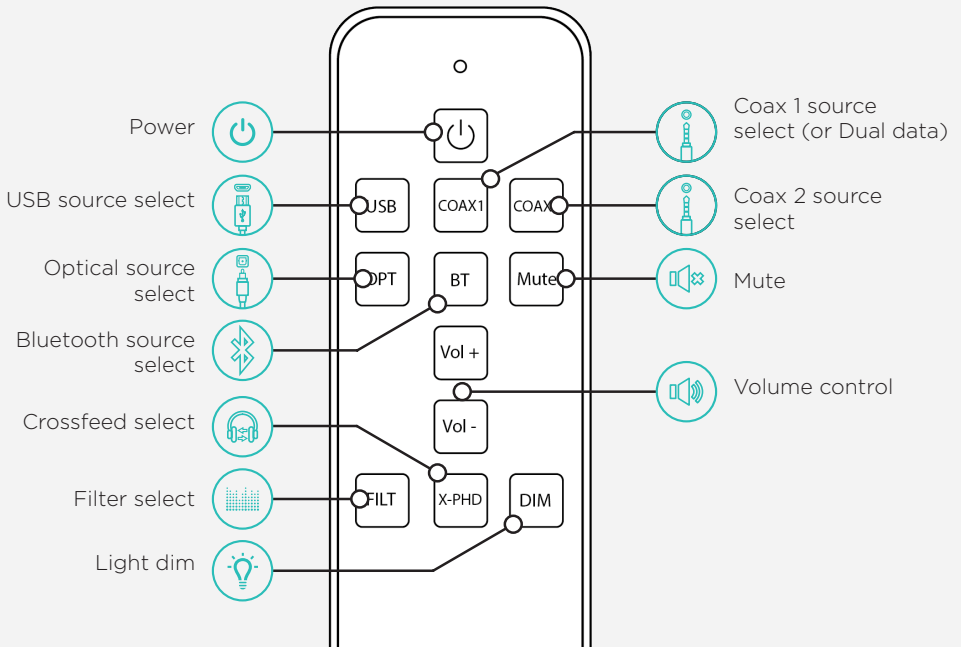 Power
USB source select
Optical source
select
Bluetooth source
select
Crossfeed select
Filter select
Light dim
USB
COAX1
COAX
OPT
BT
Mute
Vol +
Vol -
FILT
X-PHD
DIM
Coax 1 source
select (or Dual data)
Coax 2 source
select
Mute
Volume control